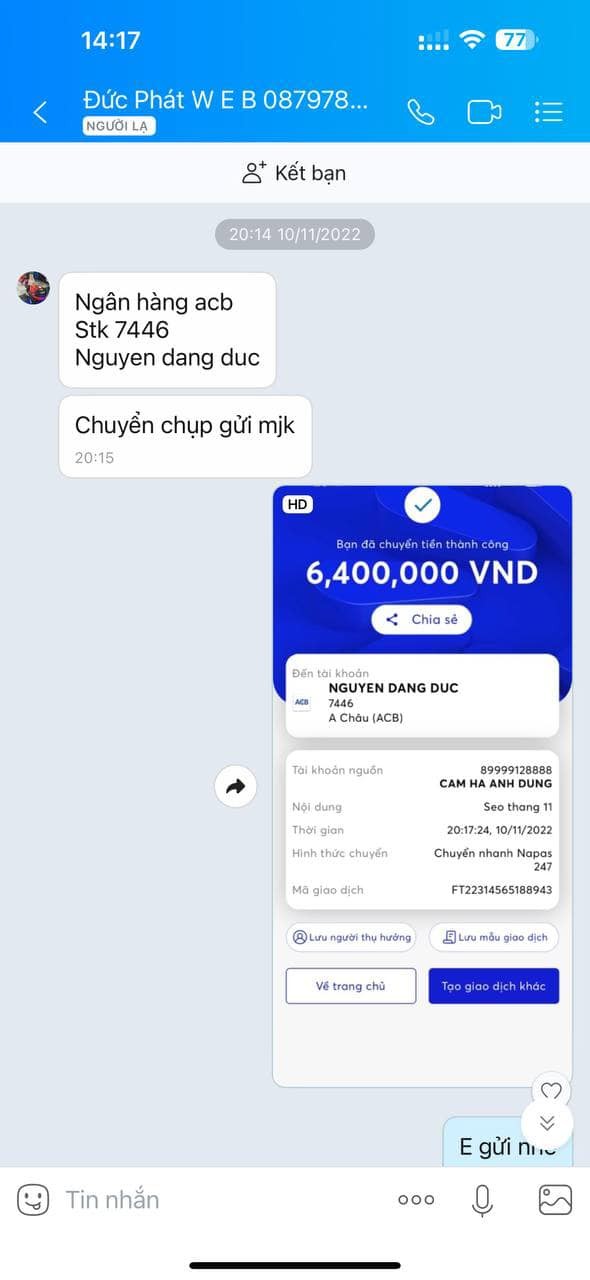 14:17
77
Đức Phát W E B 087978...
NGƯỜI LẠ
Kết bạn
20:14 10/11/2022
Ngân hàng acb
Stk 7446
Nguyen dang duc
Chuyển chụp gửi mjk
20:15
HD
Bạn đã chuyển tiền thành công
6,400,000 VND
Chia sẻ
Đến tài khoản
NGUYEN DANG DUC
ACB
7446
A Châu (ACB)
Tài khoản nguồn 89999128888
CAM HA ANH DUNG
Nội dung Seo thang 11
Thời gian 20:17:24, 10/11/2022
Hình thức chuyển Chuyển nhanh Napas
247
Mã giao dịch FT22314565188943
Lưu người thụ hưởng Lưu mẫu giao dịch
Về trang chủ Tạo giao dịch khác
E gửi
Tin nhắn